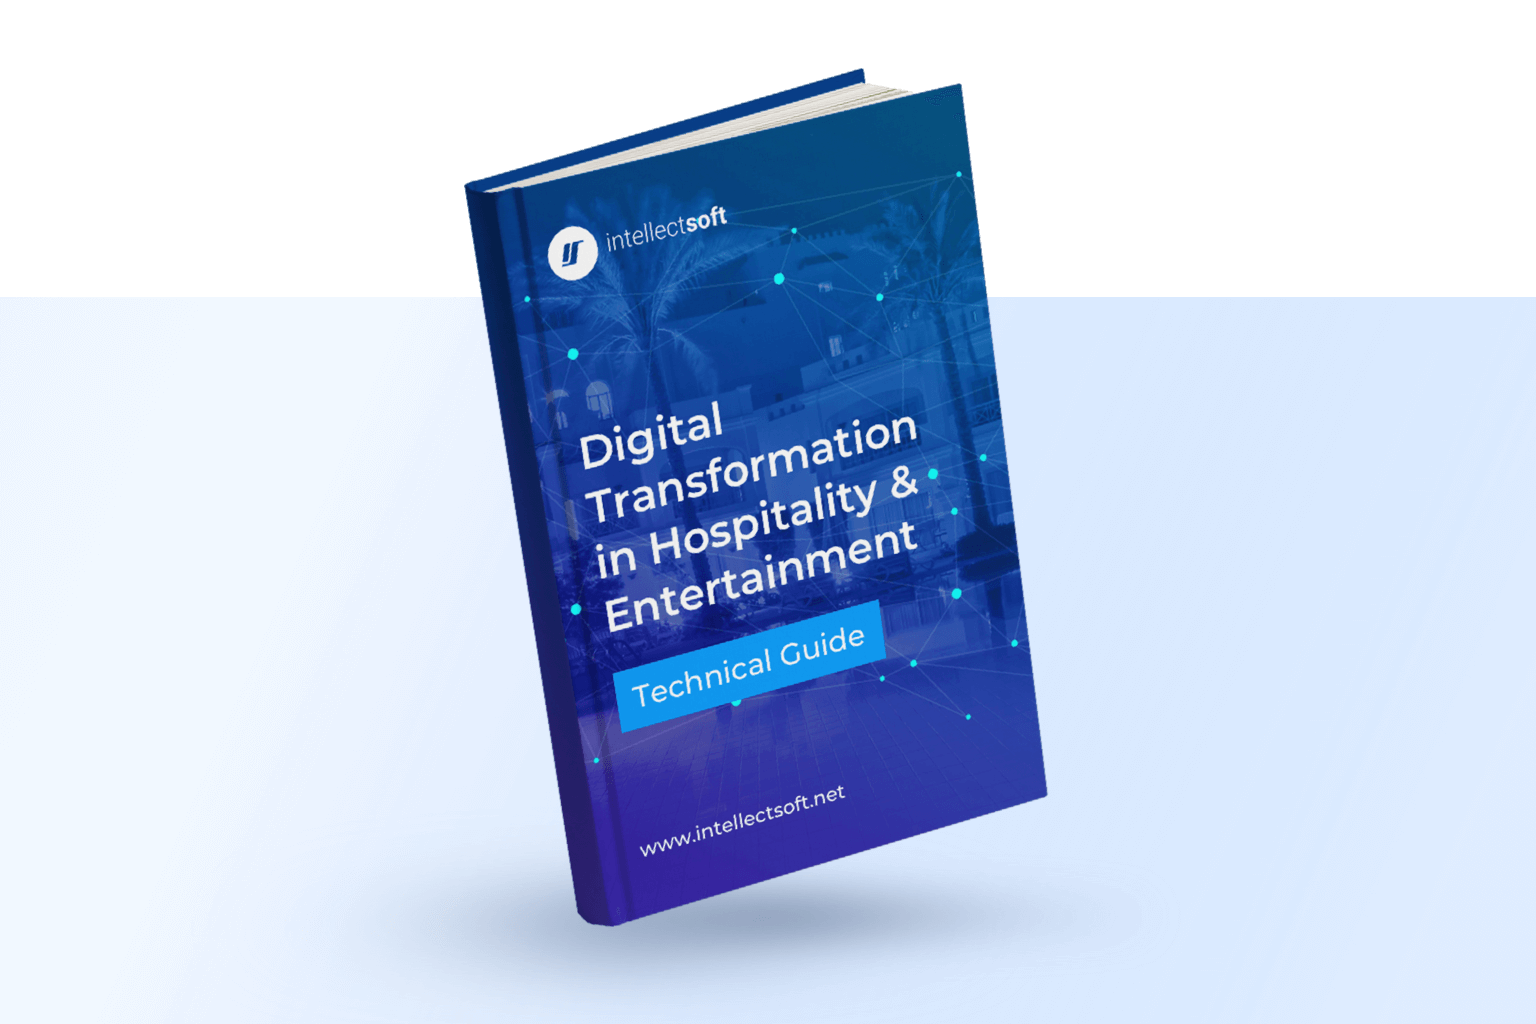 intellectsoft
Digital
Transformation
in Hospitality &
Entertainment
Technical Guide
www.intellectsoft.net